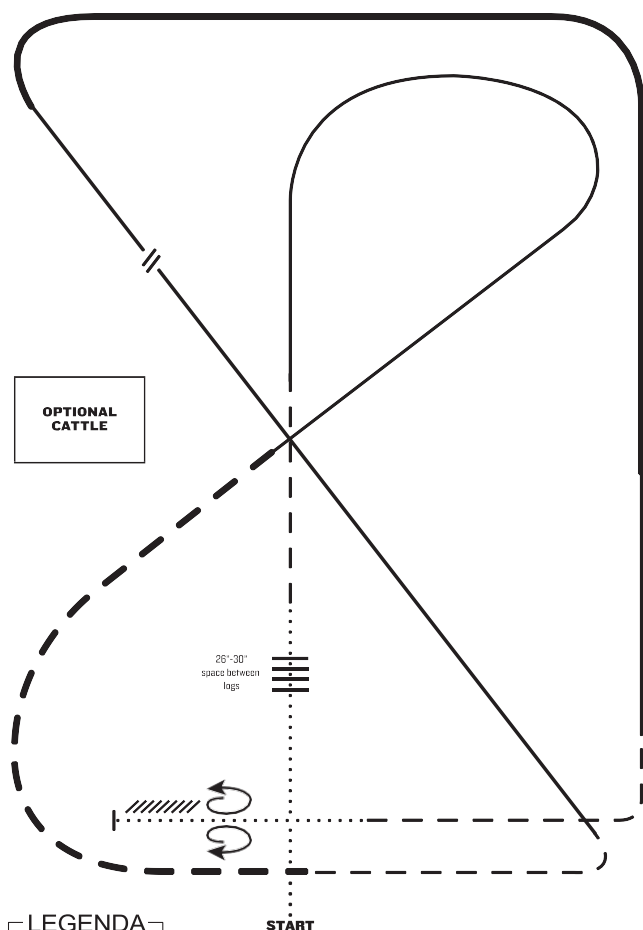 OPTIONAL
CATTLE
26"-30"
space between
logs
LEGENDA
START